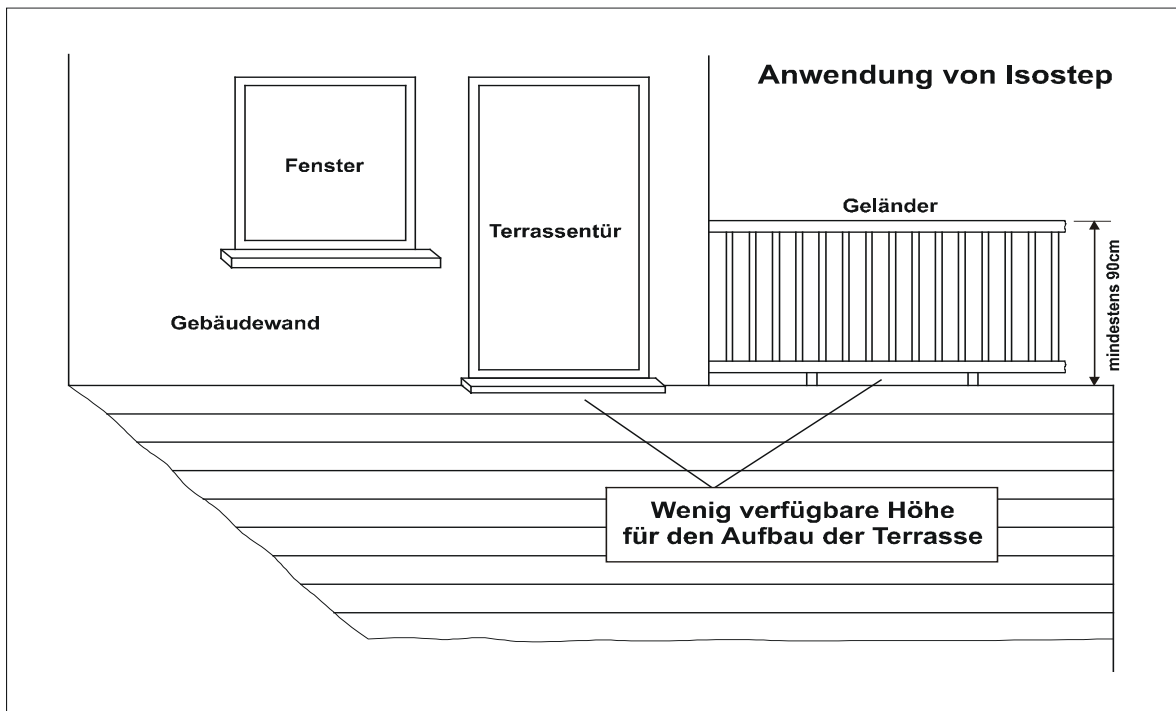 Anwendung von Isostep
Fenster
Geländer
Terrassentür
mindestens 90cm
Gebäudewand
Wenig verfügbare Höhe
für den Aufbau der Terrasse